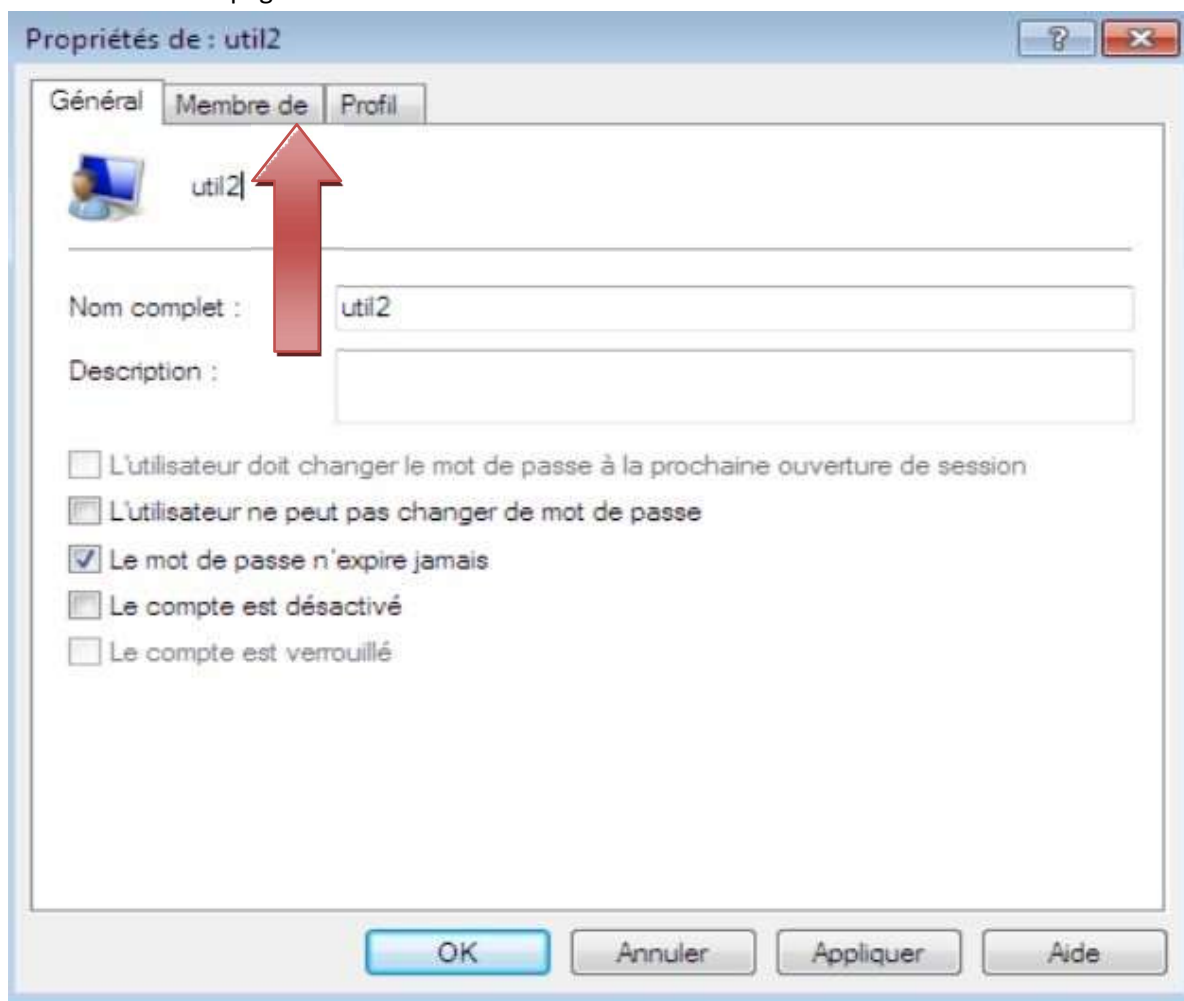 Propriétés de : util2
Général Membre de Profil
util2
Nom complet : util2
Description :
L'utilisateur doit changer le mot de passe à la prochaine ouverture de session
L'utilisateur ne peut pas changer de mot de passe
Le mot de passe n'expire jamais
Le compte est désactivé
Le compte est verrouillé
OK Annuler Appliquer Aide